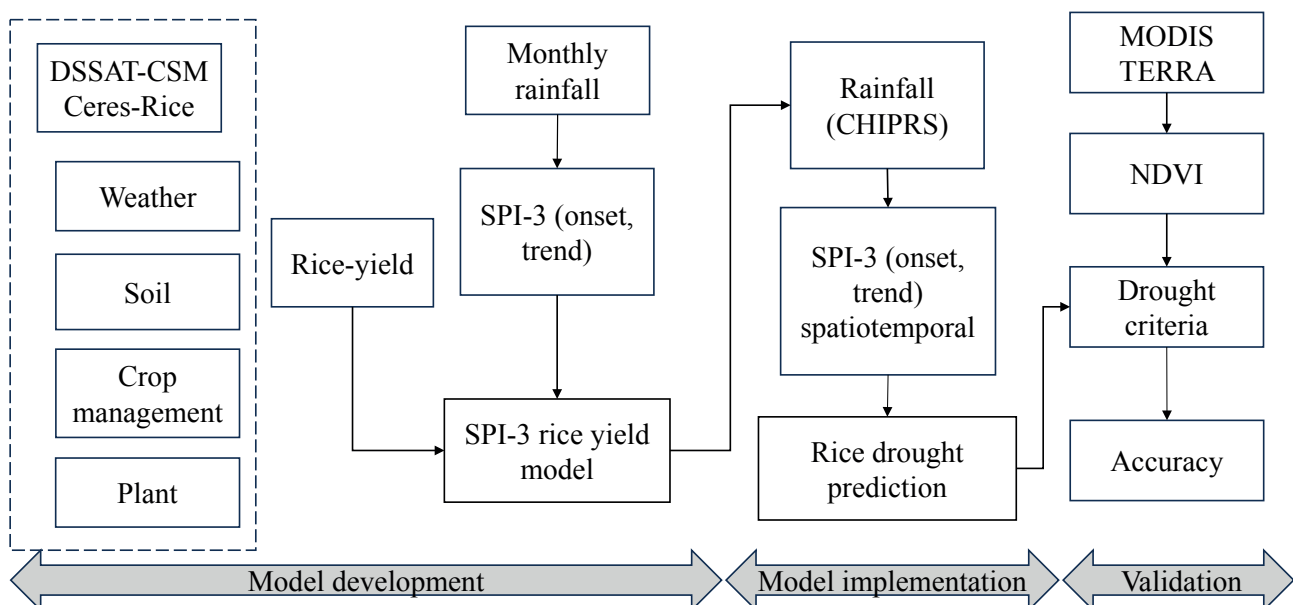 DSSAT-CSM
Ceres-Rice
Weather
Soil
Crop
management
Plant
Rice-yield
Monthly
rainfall
SPI-3 (onset,
trend)
SPI-3 rice yield
model
Rainfall
(CHIPRS)
SPI-3 (onset,
trend)
spatiotemporal
Rice drought
prediction
MODIS
TERRA
NDVI
Drought
criteria
Accuracy
Model development
Model implementation
Validation